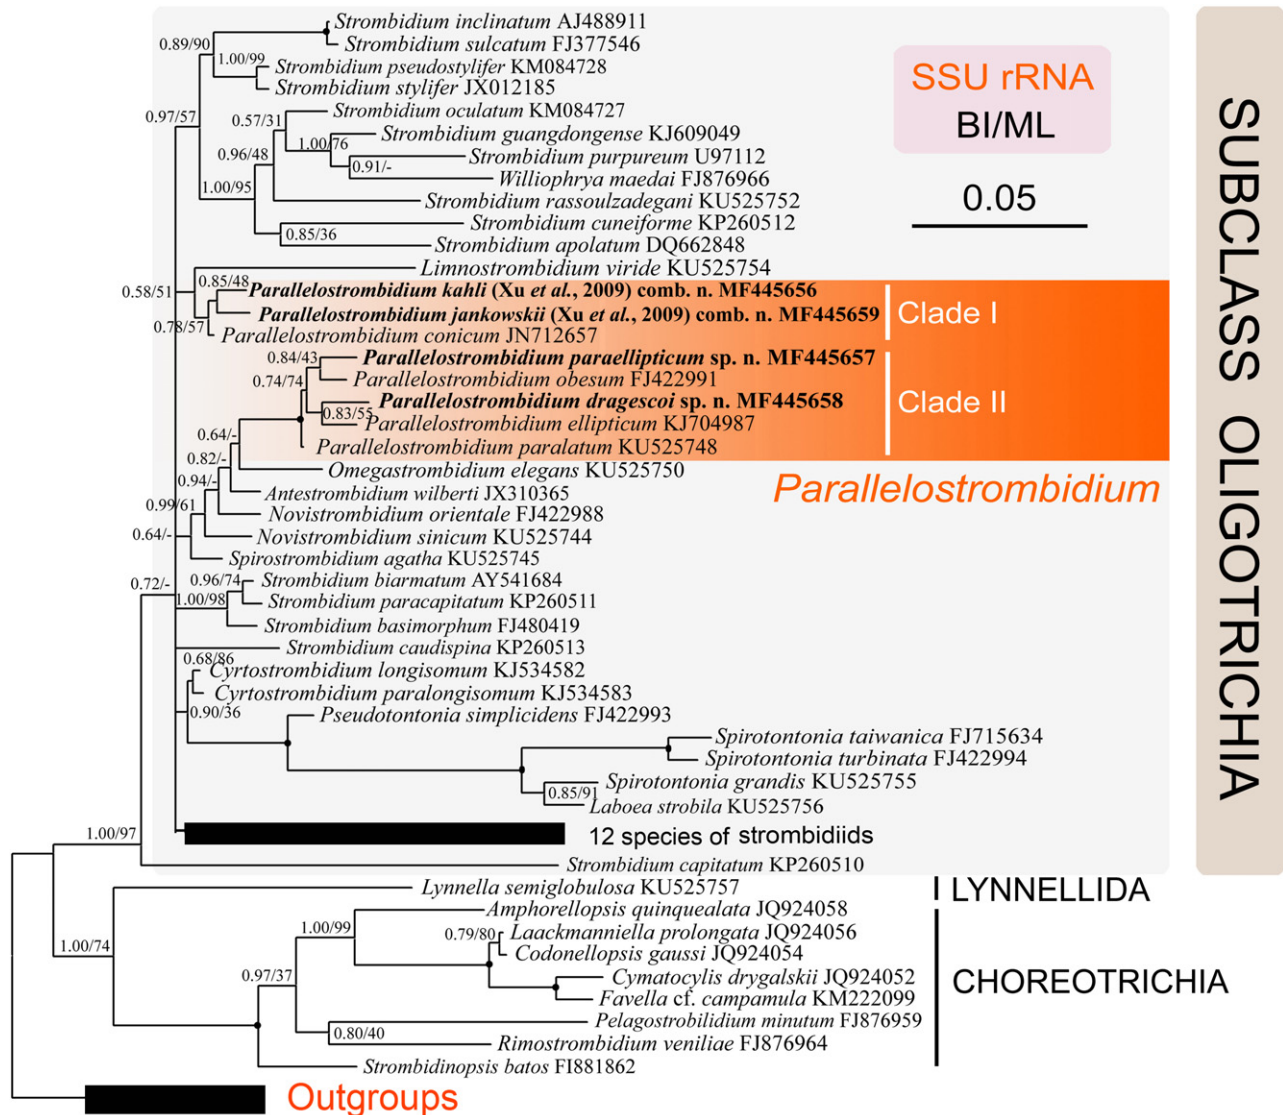 Strombidium inclinatum AJ488911
0.89/90
Strombidium sulcatum FJ377546
1.00/99
Strombidium pseudostylifer KM084728
Strombidium stylifer JX012185
0.97/57
Strombidium oculatum KM084727
0.57/31
Strombidium guangdongense KJ609049
1.00/76
0.96/48
Strombidium purpureum U97112
0.91/-
Williophrya maedai FJ876966
1.00/95
Strombidium rassoulzadegani KU525752
Strombidium cuneiforme KP260512
0.85/36
Strombidium apolatum DQ662848
Limnostrombidium viride KU525754
0.58/51
0.85/48
Parallelostrombidium kahli (Xu et al., 2009) comb. n. MF445656
Parallelostrombidium jankowskii (Xu et al., 2009) comb. n. MF445659
0.78/57
Parallelostrombidium conicum JN712657
Clade I
0.84/43
Parallelostrombidium paraellipticum sp. n. MF445657
0.74/74
Parallelostrombidium obesum FJ422991
Parallelostrombidium dragescoi sp. n. MF445658
0.83/55
Parallelostrombidium ellipticum KJ704987
Clade II
0.64/-
Parallelostrombidium paralatum KU525748
0.82/-
Omegastrombidium elegans KU525750
Parallelostrombidium
0.94/-
Antestrombidium wilberti JX310365
0.99/61
Novistrombidium orientale FJ422988
0.64/-
Novistrombidium sinicum KU525744
Spirostrombidium agatha KU525745
0.72/-
0.96/74
Strombidium biarmatum AY541684
1.00/98
Strombidium paracapitatum KP260511
Strombidium basimorphum FJ480419
Strombidium caudispina KP260513
0.68/86
Cyrtostrombidium longisomum KJ534582
Cyrtostrombidium paralongisomum KJ534583
0.90/36
Pseudotontonia simplicidens FJ422993
Spirotontonia taiwanica FJ715634
Spirotontonia turbinata FJ422994
Spirotontonia grandis KU525755
0.85/91
Laboea strobila KU525756
12 species of strombidiids
1.00/97
Strombidium capitatum KP260510
Lynnella semiglobulosa KU525757
LYNNELLIDA
Amphorellopsis quinquealata JQ924058
1.00/99
0.79/80
Laackmanniella prolongata JQ924056
1.00/74
Codonellopsis gaussi JQ924054
0.97/37
Cymatocylis drygalskii JQ924052
Favella cf. campamula KM222099
CHOREOTRICHIA
Pelagostrobilidium minutum FJ876959
0.80/40
Rimostrombidium veniliae FJ876964
Strombidinopsis batos FI881862
Outgroups
SSU rRNA
BI/ML
0.05
SUBCLASS OLIGOTRICHIA